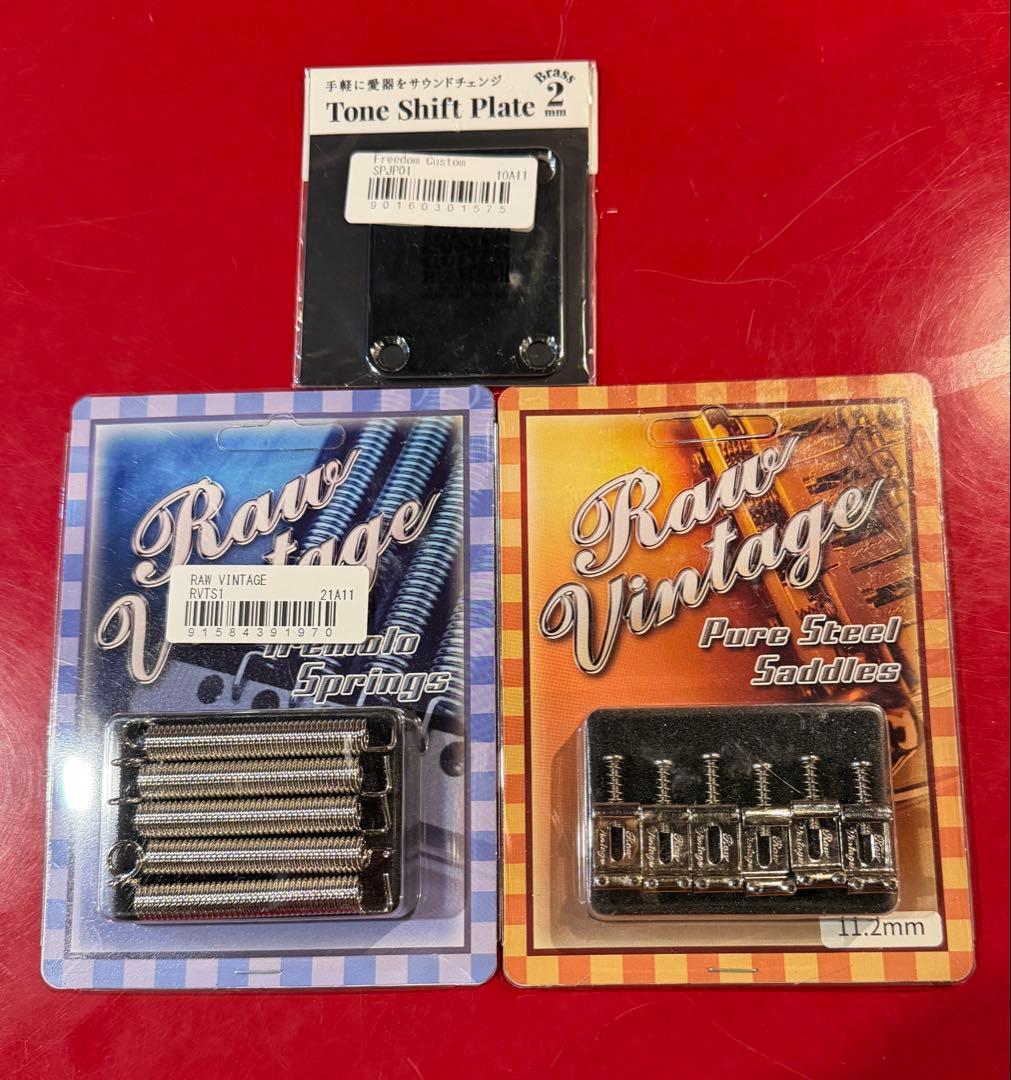 手軽に愛器をサウンドチェンジ
Tone Shift Plate
Brass
2
mm
Freedom Custom
SPJP01 10A11
90160301575
Raw
Vintage
RAW VINTAGE
RVTS1 21A11
91584391970
Tremolo
Springs
Raw
Vintage
Pure Steel
Saddles
11.2mm